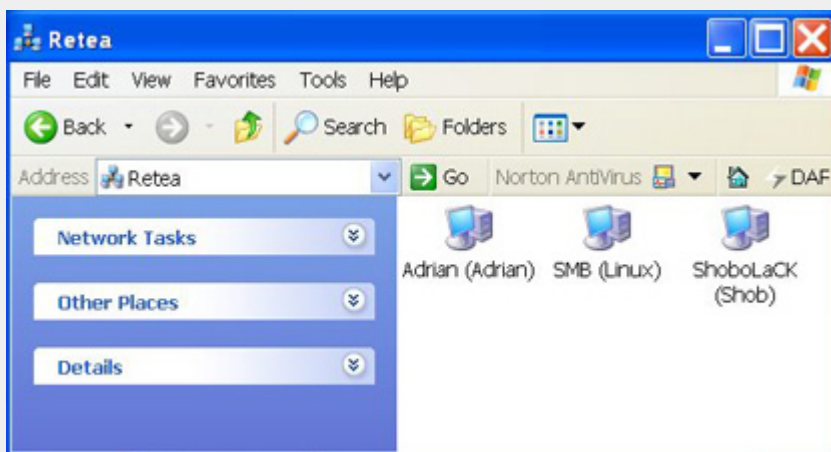 Retea
File Edit View Favorites Tools Help
Back Search Folders
Address Retea Go Norton AntiVirus DAF
Network Tasks
Other Places
Details
Adrian (Adrian) SMB (Linux) ShoboLaCK
(Shob)